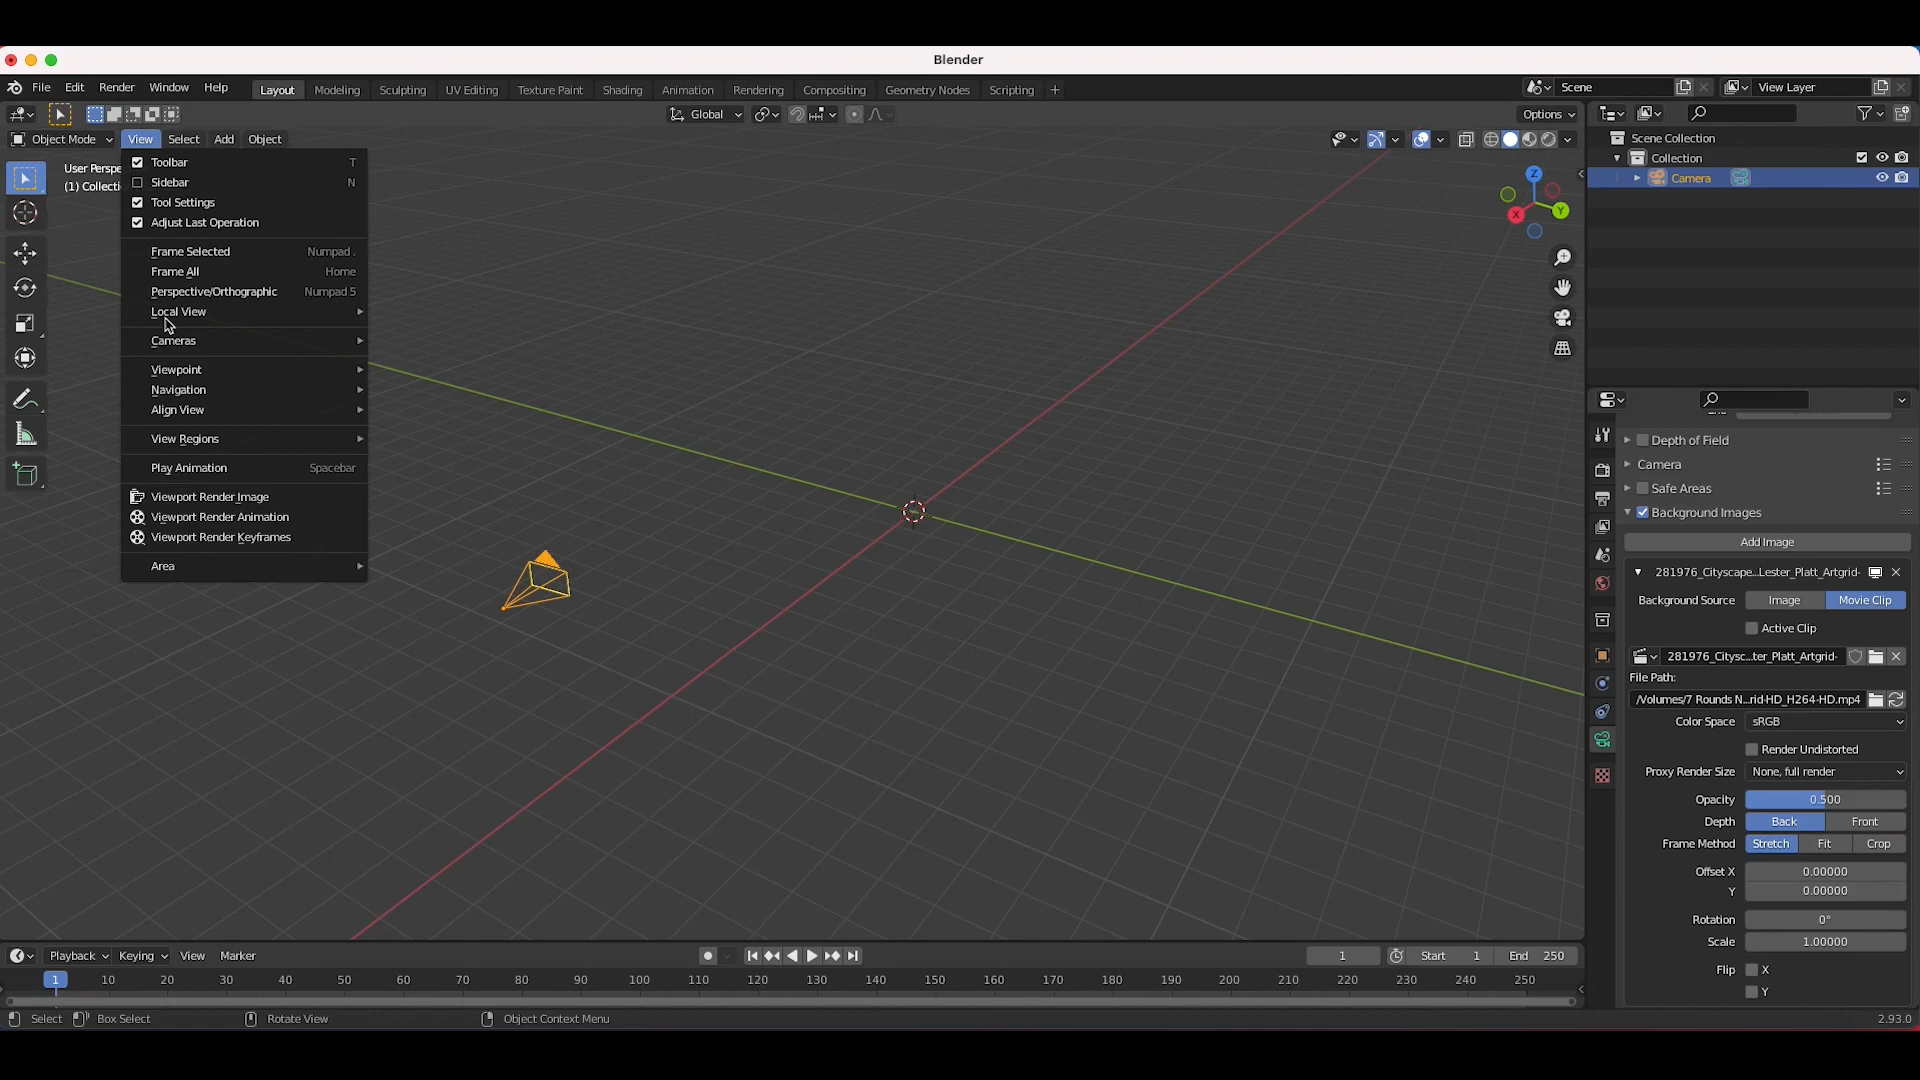 Blender
File Edit Render Window Help Layout Modeling Sculpting UV Editing Texture Paint Shading Animation Rendering Compositing Geometry Nodes Scripting + Scene View Layer
Global Options
Object Mode View Select Add Object
Scene Collection
Collection
Camera
User Perspe
(1) Collecti
Toolbar T
Sidebar N
Tool Settings
Adjust Last Operation
Frame Selected Numpad .
Frame All Home
Perspective/Orthographic Numpad 5
Local View
Cameras
Viewpoint
Navigation
Align View
View Regions
Play Animation Spacebar
Viewport Render Image
Viewport Render Animation
Viewport Render Keyframes
Area
Z
X
Y
Depth of Field
Camera
Safe Areas
Background Images
Add Image
281976_Cityscape...Lester_Platt_Artgrid-
Background Source Image Movie Clip
Active Clip
281976_Citysc...ter_Platt_Artgrid-
File Path:
/Volumes/7 Rounds N...rid-HD_H264-HD.mp4
Color Space sRGB
Render Undistorted
Proxy Render Size None, full render
Opacity 0.500
Depth Back Front
Frame Method Stretch Fit Crop
Offset X 0.00000
Y 0.00000
Rotation 0°
Scale 1.00000
Flip X
Y
Playback Keying View Marker 1 Start 1 End 250
1 10 20 30 40 50 60 70 80 90 100 110 120 130 140 150 160 170 180 190 200 210 220 230 240 250
Select Box Select Rotate View Object Context Menu 2.93.0